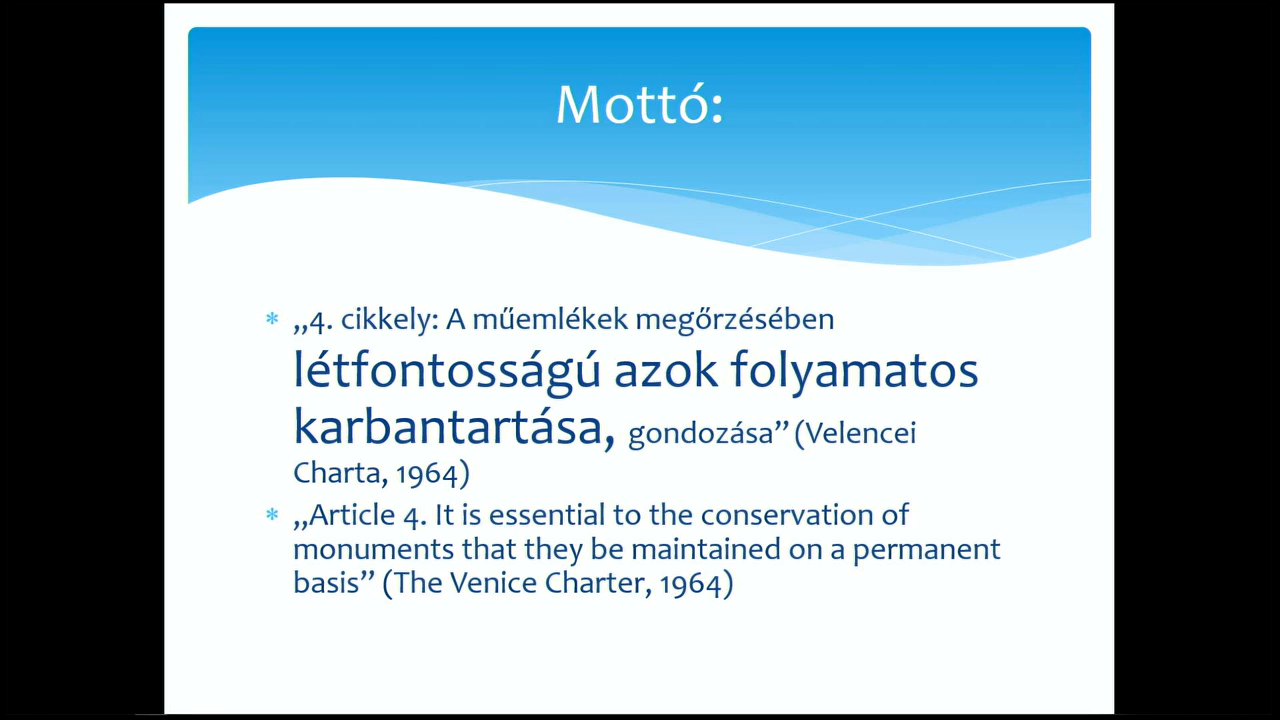 Mottó:
„4. cikkely: A műemlékek megőrzésében
létfontosságú azok folyamatos
karbantartása, gondozása” (Velencei
Charta, 1964)
„Article 4. It is essential to the conservation of
monuments that they be maintained on a permanent
basis” (The Venice Charter, 1964)